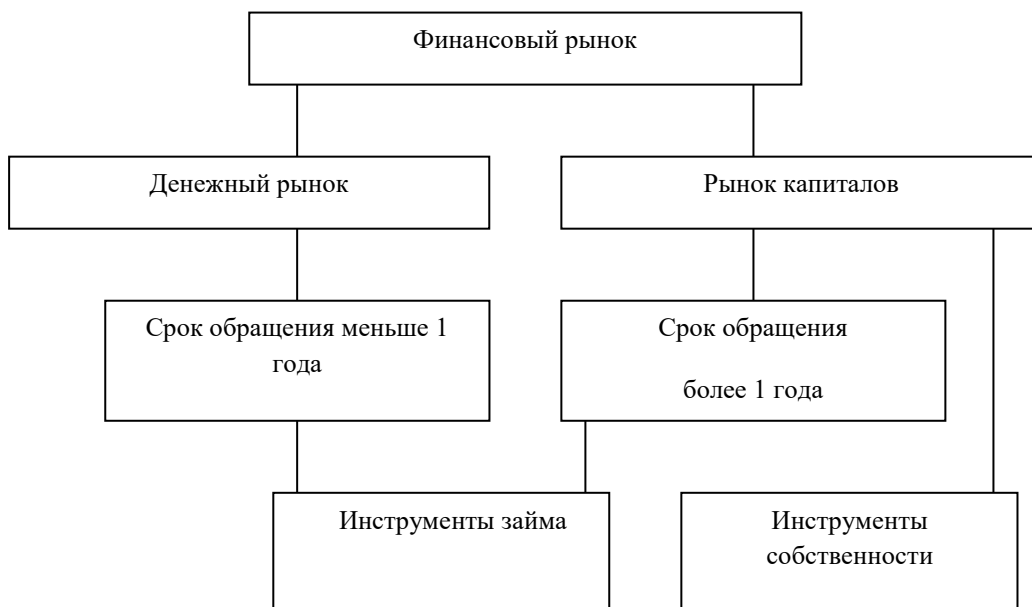 Финансовый рынок
Денежный рынок
Рынок капиталов
Срок обращения меньше 1
года
Срок обращения
более 1 года
Инструменты займа
Инструменты
собственности